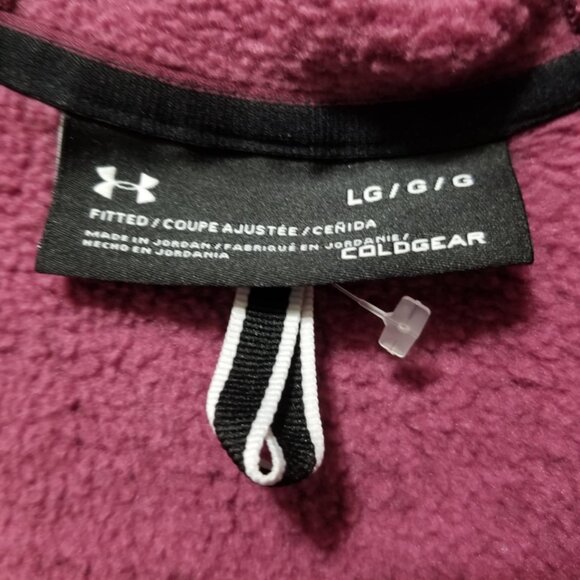 LG / G / G
FITTED / COUPE AJUSTÉE / CEÑIDA
MADE IN JORDAN / FABRIQUÉ EN JORDANIE /
HECHO EN JORDANIA
COLDGEAR